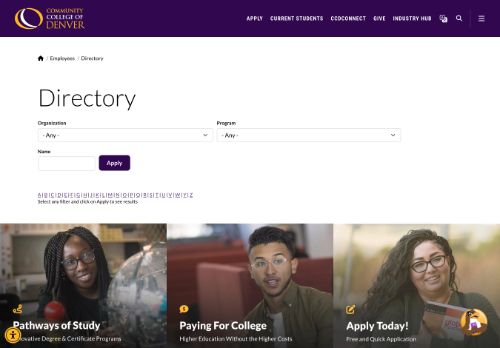 COMMUNITY
COLLEGE OF
DENVER
APPLY CURRENT STUDENTS CCDCONNECT GIVE INDUSTRY HUB
/ Employees / Directory
Directory
Organization Program
- Any - - Any -
Name
Apply
A | B | C | D | E | F | G | H | J | K | L | M | N | O | P | Q | R | S | T | U | V | W | Y | Z
Select any filter and click on Apply to see results
Pathways of Study Paying For College Apply Today!
Innovative Degree & Certificate Programs Higher Education Without the Higher Costs Free and Quick Application